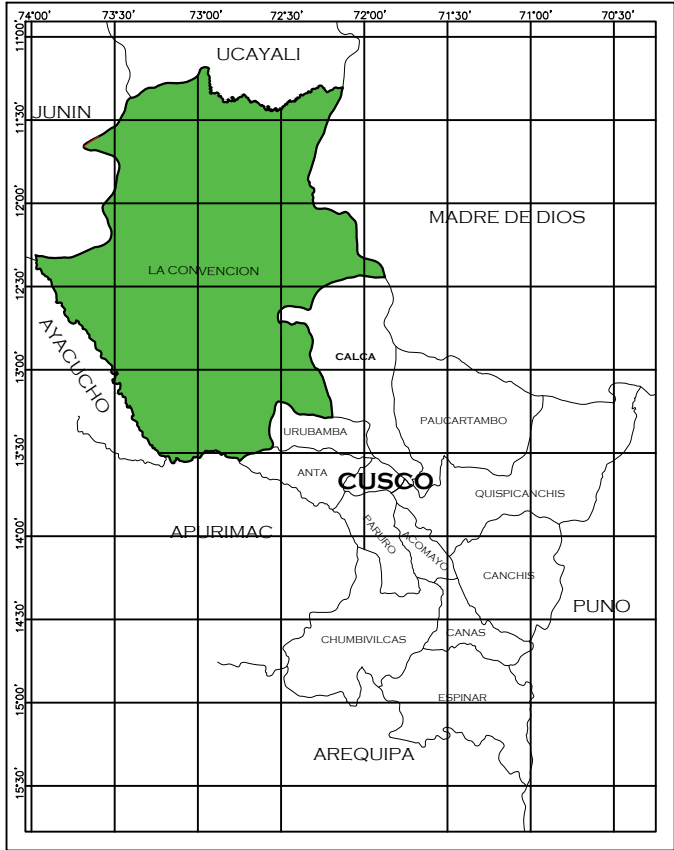 74°0' 73°30' 73°00' 72°30' 72°00' 71°30' 71°00' 70°30'
11°00'
UCAYALI
JUNIN
11°30'
12°00'
MADRE DE DIOS
LA CONVENCION
12°30'
AYACUCHO
CALCA
13°00'
PAUCARTAMBO
URUBAMBA
13°30'
ANTA
CUSCO
QUISPICANCHIS
APURIMAC
PARURO
ACOMAYO
14°00'
CANCHIS
PUNO
14°30'
CHUMBIVILCAS
CANAS
ESPINAR
15°00'
AREQUIPA
15°30'